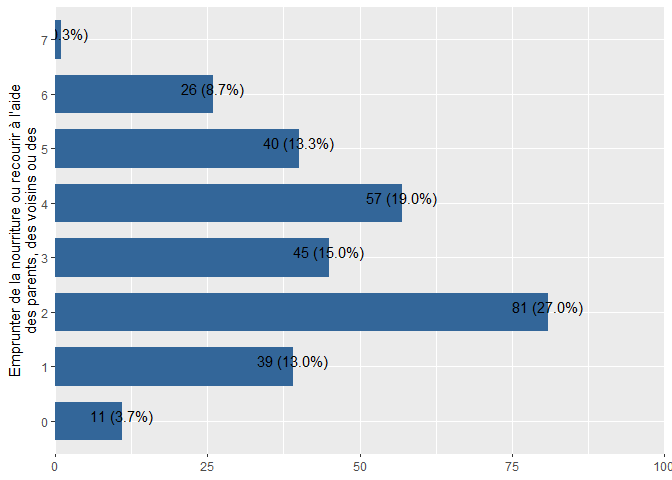 Emprunter de la nourriture ou recourir à l'aide
des parents, des voisins ou des
7
.3%)
6 26 (8.7%)
5 40 (13.3%)
4 57 (19.0%)
3 45 (15.0%)
2 81 (27.0%)
1 39 (13.0%)
0 11 (3.7%)
0 25 50 75 100